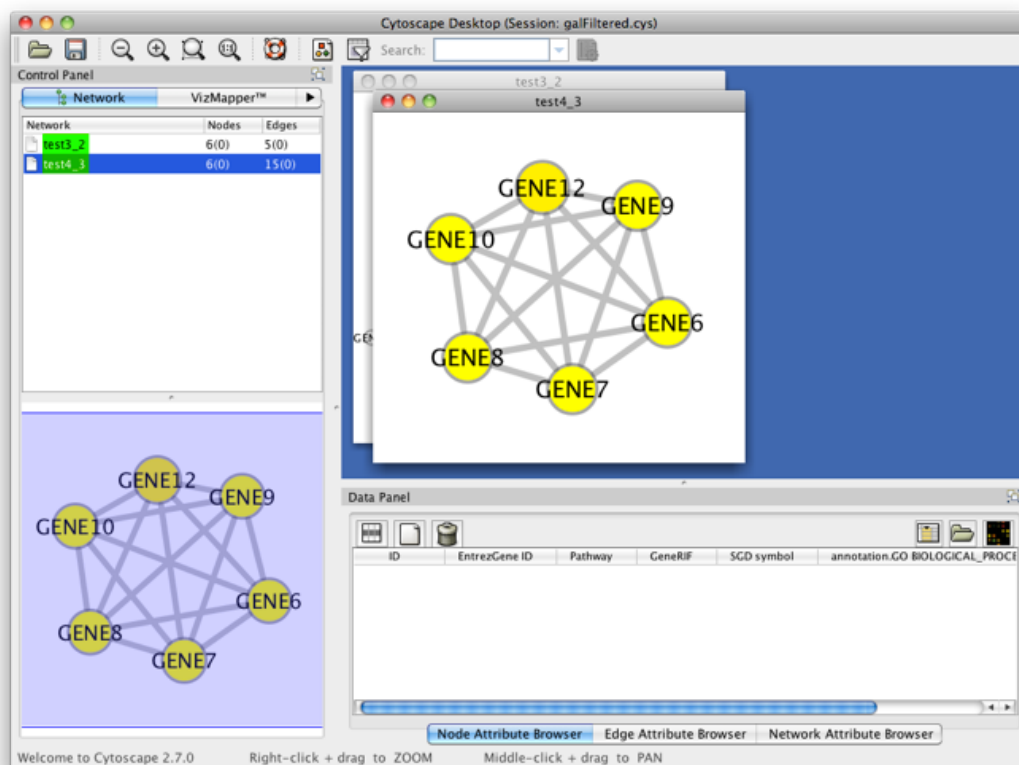 Cytoscape Desktop (Session: galFiltered.cys)
1:1
Search:
Control Panel
Network
VizMapper™
Network Nodes Edges
test3_2 6(0) 5(0)
test4_3 6(0) 15(0)
test3_2
test4_3
GENE12
GENE9
GENE10
GENE6
GENE8
GENE7
GENE12
GENE9
GENE10
GENE6
GENE8
GENE7
Data Panel
ID EntrezGene ID Pathway GeneRIF SGD symbol annotation.GO BIOLOGICAL_PROCE
Node Attribute Browser Edge Attribute Browser Network Attribute Browser
Welcome to Cytoscape 2.7.0 Right-click + drag to ZOOM Middle-click + drag to PAN